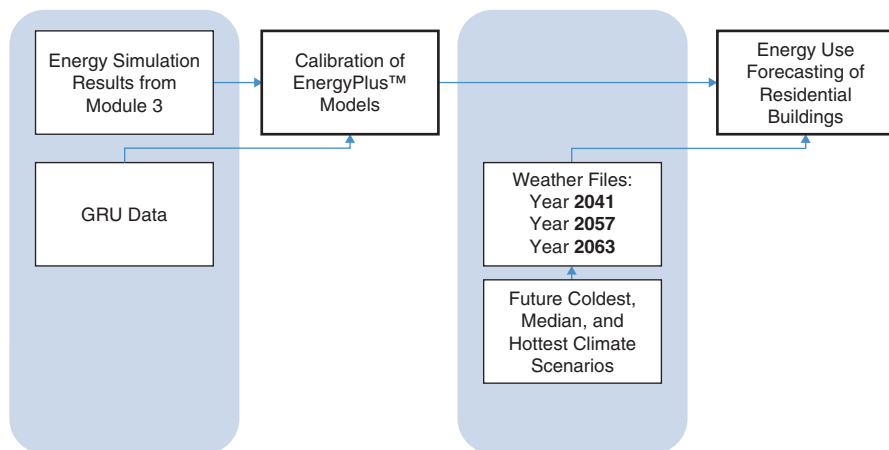 Energy Simulation
Results from
Module 3
Calibration of
EnergyPlus™
Models
Energy Use
Forecasting of
Residential
Buildings
GRU Data
Weather Files:
Year 2041
Year 2057
Year 2063
Future Coldest,
Median, and
Hottest Climate
Scenarios